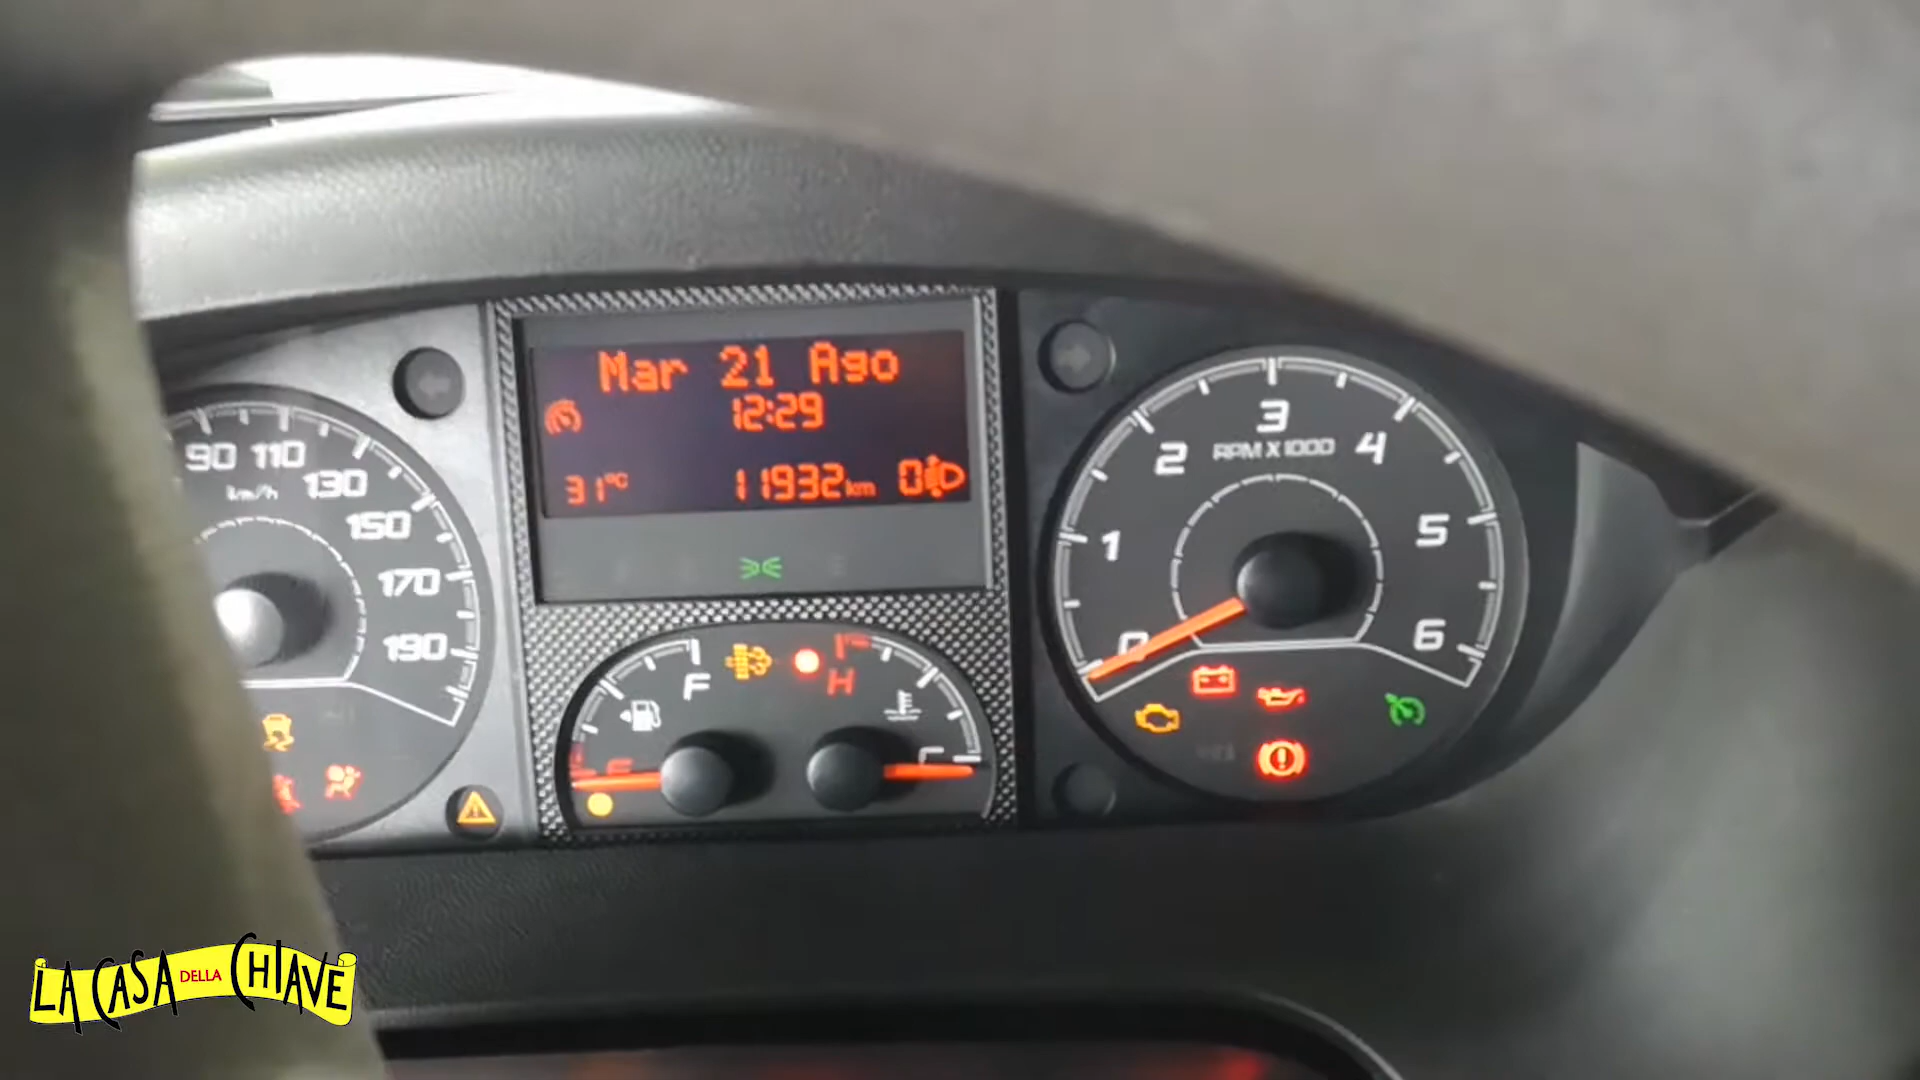 Mar 21 Ago
12:29
31°C 11932km 0
90 110 130 150 170 190
km/h
F
E
H
C
0 1 2 3 4 5 6
RPM X 1000
LA CASA DELLA CHIAVE